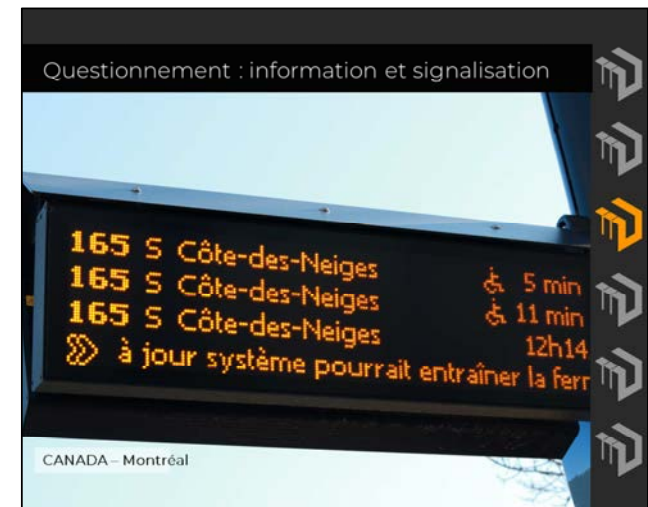 Questionnement : information et signalisation
165 S Côte-des-Neiges 5 min
165 S Côte-des-Neiges 11 min
165 S Côte-des-Neiges 12h14
à jour système pourrait entraîner la ferr
CANADA – Montréal